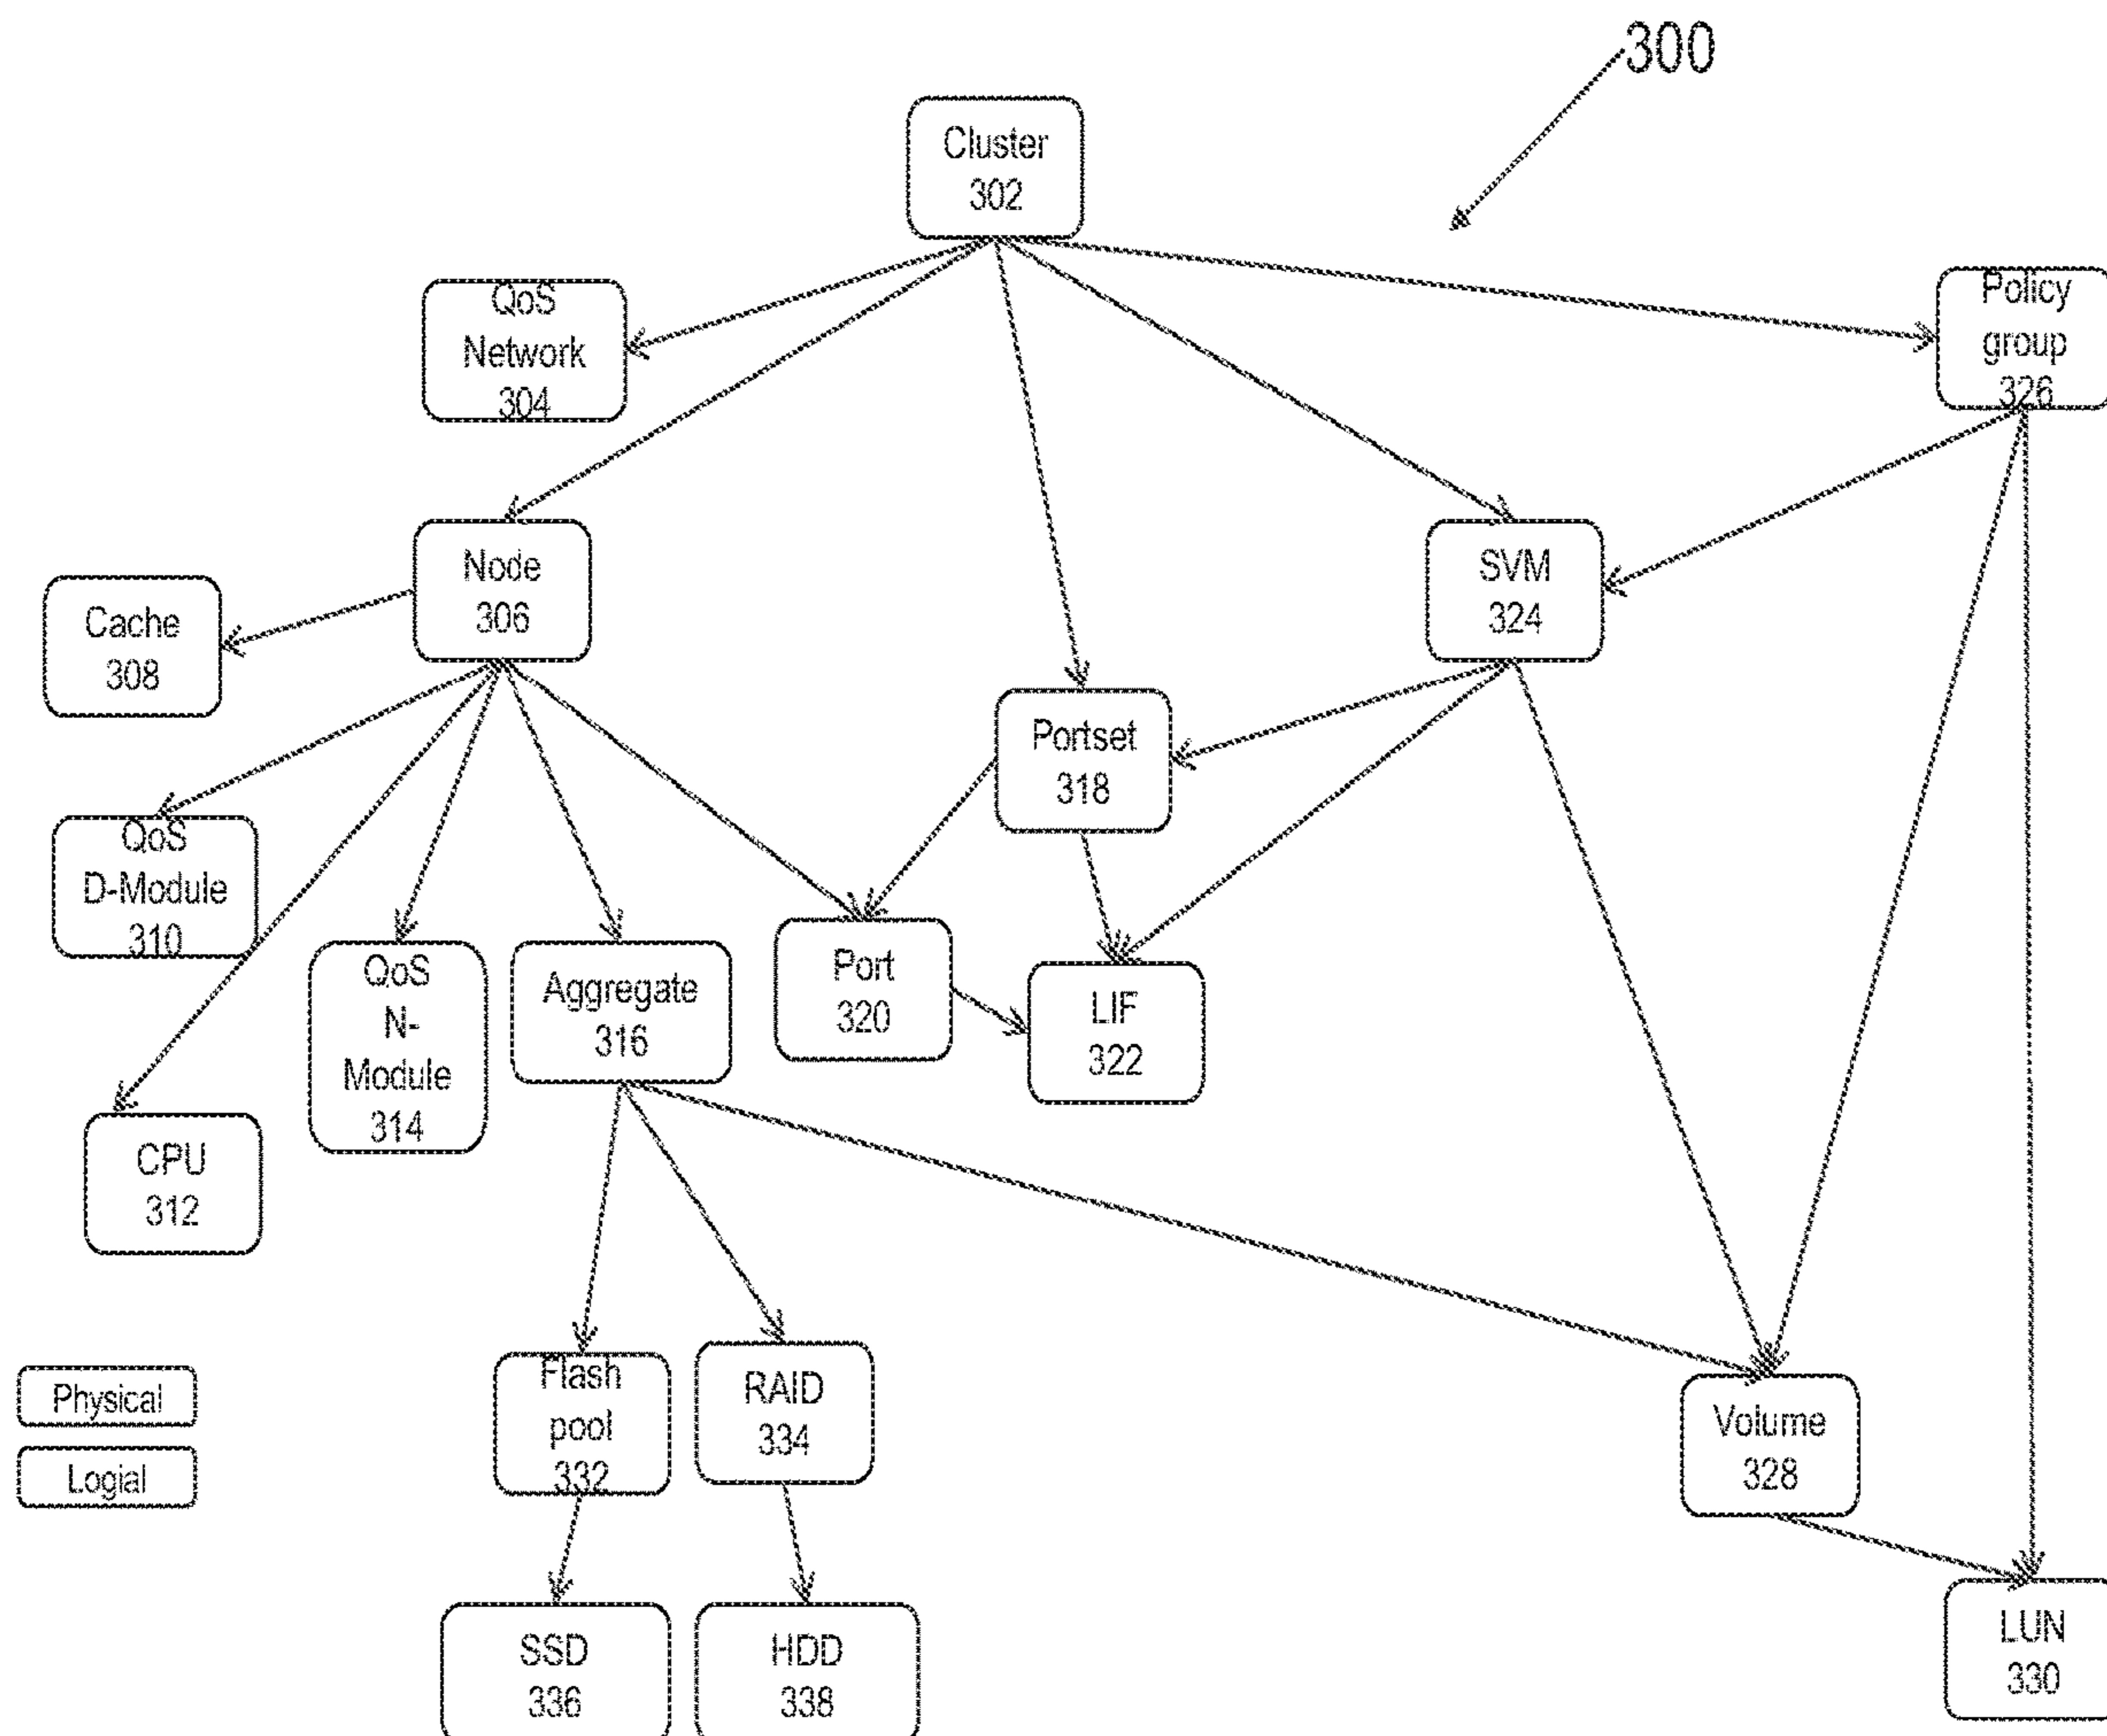 300
Cluster
302
QoS
Network
304
Policy
group
326
Node
306
SVM
324
Cache
308
Portset
318
QoS
D-Module
310
QoS
N-
Module
314
Aggregate
316
Port
320
LIF
322
CPU
312
Flash
pool
332
RAID
334
Physical
Logial
Volume
328
SSD
336
HDD
338
LUN
330